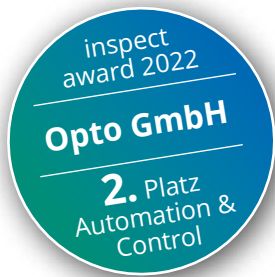 inspect
award 2022
Opto GmbH
2. Platz
Automation &
Control